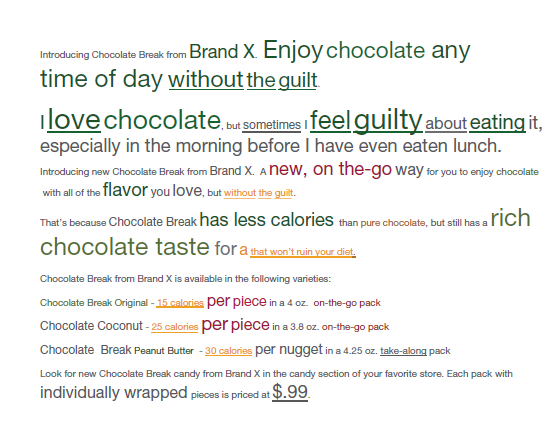 Introducing Chocolate Break from Brand X. Enjoy chocolate any
time of day without the guilt.
I love chocolate, but sometimes I feel guilty about eating it,
especially in the morning before I have even eaten lunch.
Introducing new Chocolate Break from Brand X. A new, on the-go way for you to enjoy chocolate
with all of the flavor you love, but without the guilt.
That's because Chocolate Break has less calories than pure chocolate, but still has a rich
chocolate taste for a that won't ruin your diet.
Chocolate Break from Brand X is available in the following varieties:
Chocolate Break Original - 15 calories per piece in a 4 oz. on-the-go pack
Chocolate Coconut - 25 calories per piece in a 3.8 oz. on-the-go pack
Chocolate Break Peanut Butter - 30 calories per nugget in a 4.25 oz. take-along pack
Look for new Chocolate Break candy from Brand X in the candy section of your favorite store. Each pack with
individually wrapped pieces is priced at $.99.